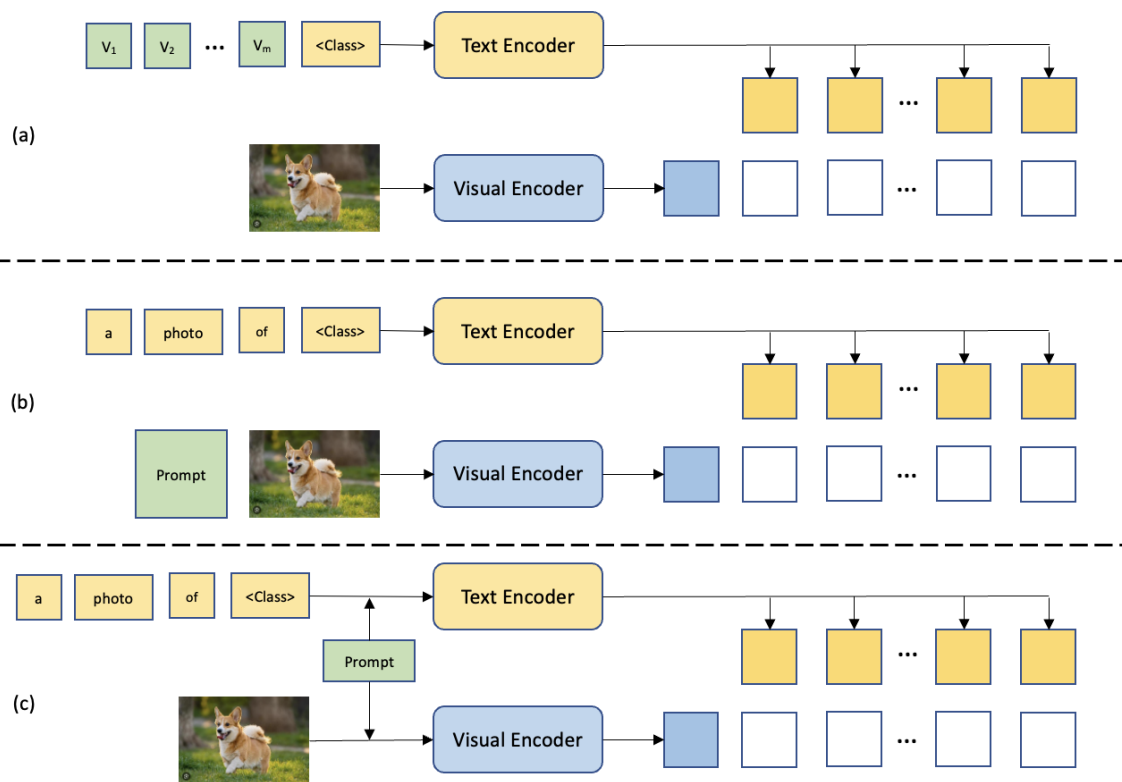 V1 V2 ... Vm <Class> Text Encoder
...
(a)
Visual Encoder
...
a photo of <Class> Text Encoder
...
(b)
Prompt Visual Encoder
...
a photo of <Class> Text Encoder
Prompt
...
(c)
Visual Encoder
...